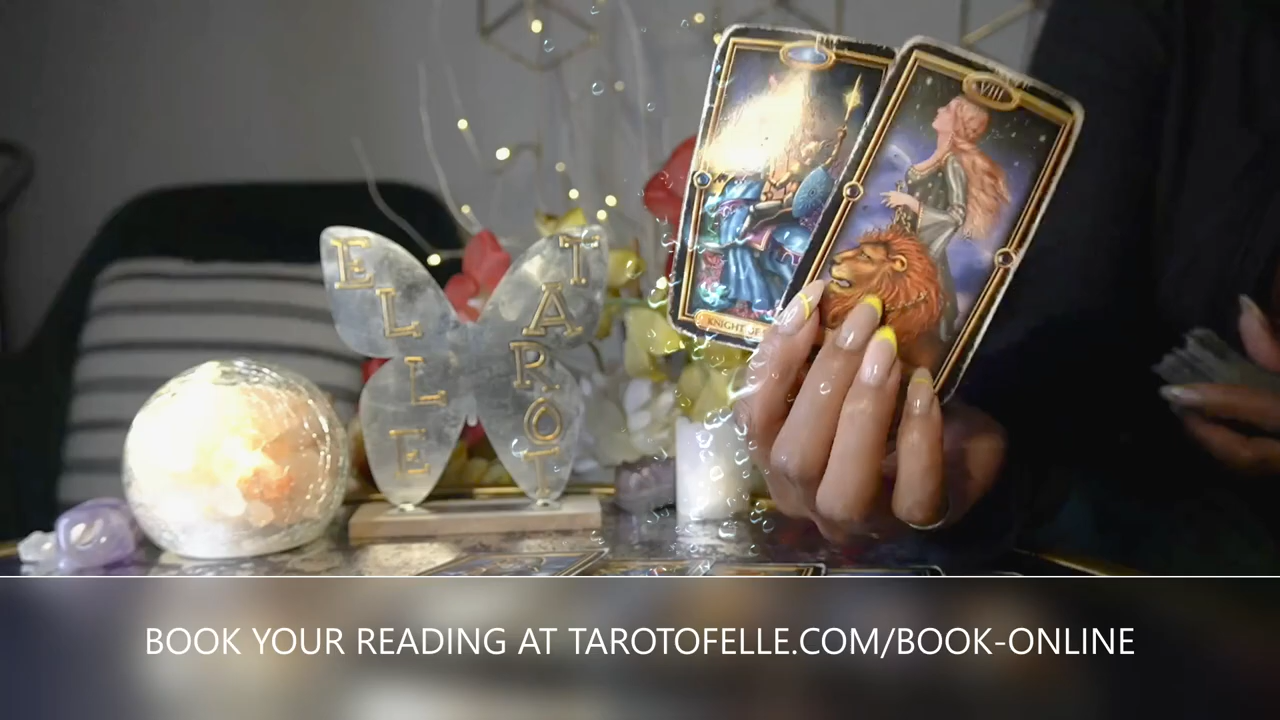 ELLE
TAROT
VIII
KNIGHT OF
BOOK YOUR READING AT TAROTOFELLE.COM/BOOK-ONLINE